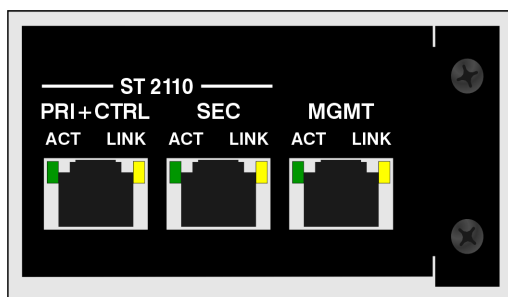 ST 2110
PRI+CTRL SEC MGMT
ACT LINK ACT LINK ACT LINK